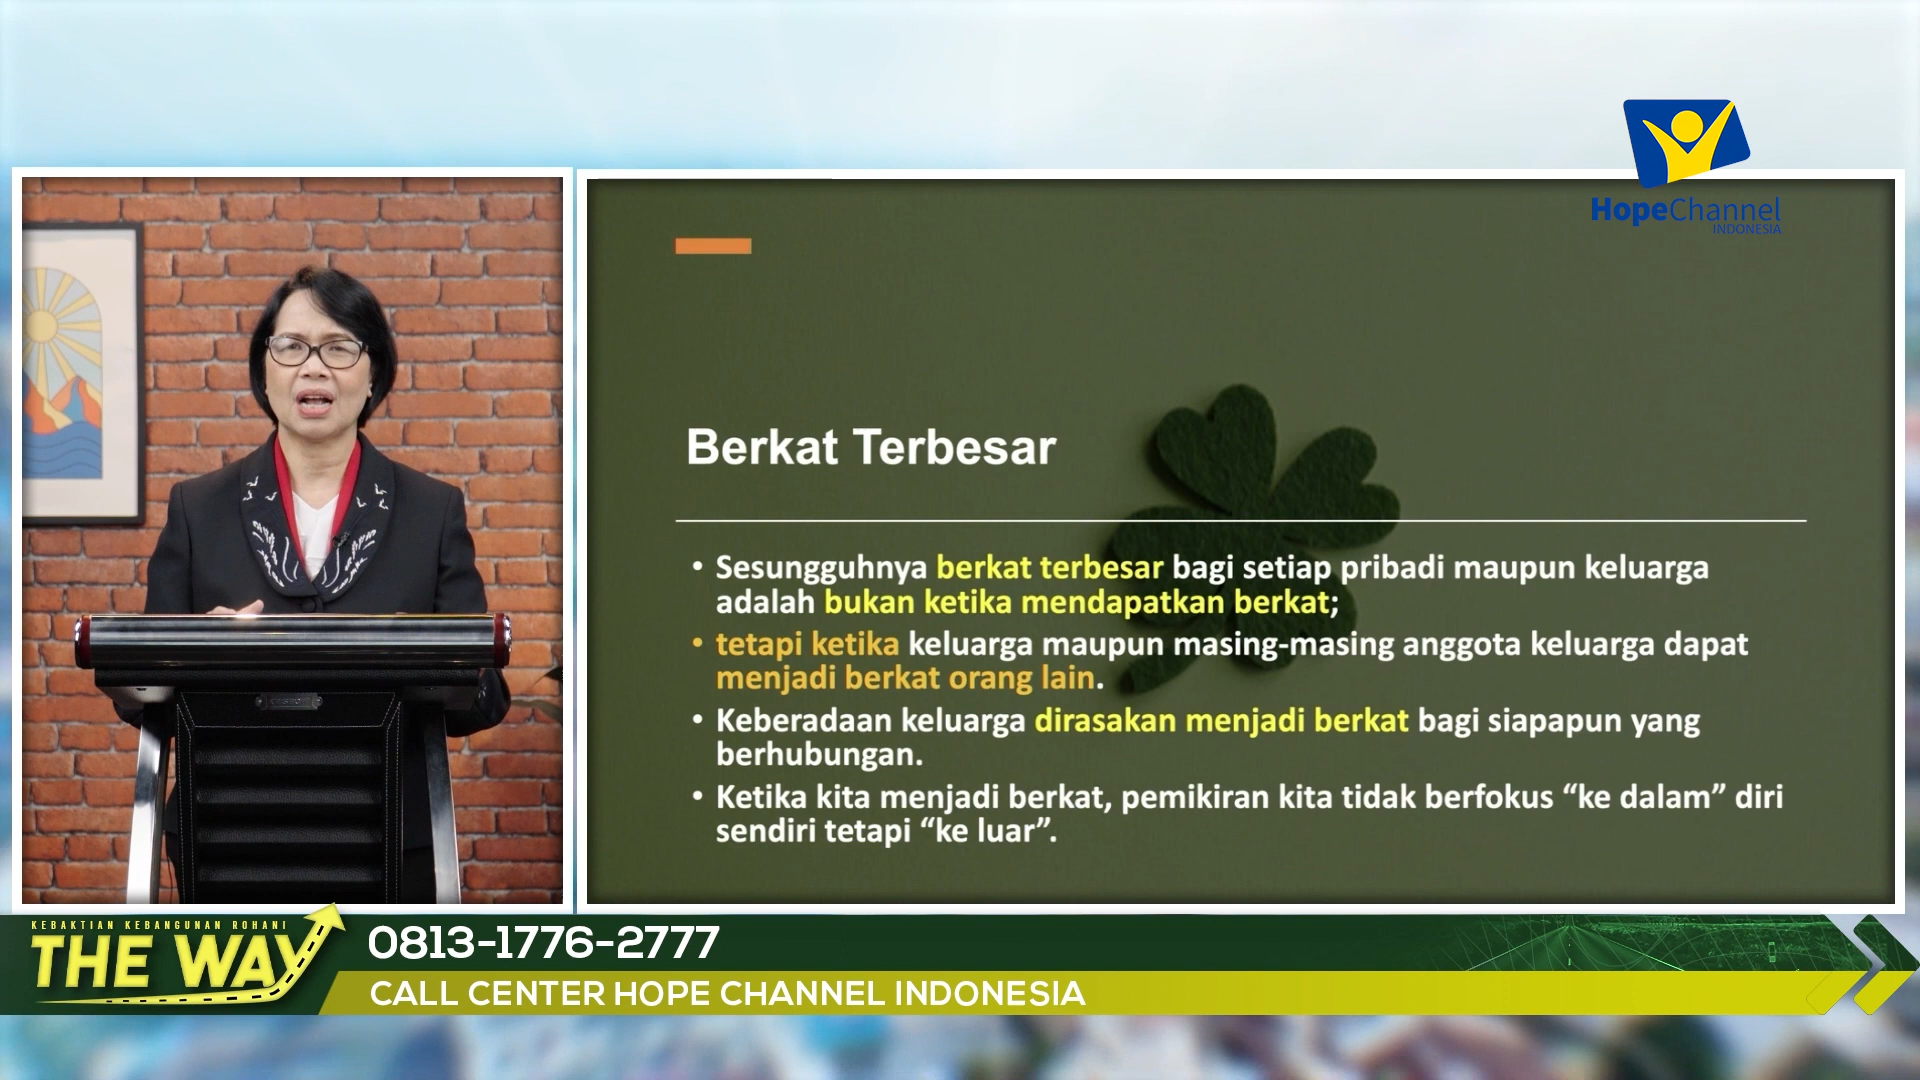 HopeChannel
INDONESIA
Berkat Terbesar
• Sesungguhnya berkat terbesar bagi setiap pribadi maupun keluarga
adalah bukan ketika mendapatkan berkat;
• tetapi ketika keluarga maupun masing-masing anggota keluarga dapat
menjadi berkat orang lain.
• Keberadaan keluarga dirasakan menjadi berkat bagi siapapun yang
berhubungan.
• Ketika kita menjadi berkat, pemikiran kita tidak berfokus “ke dalam” diri
sendiri tetapi “ke luar”.
KEBAKTIAN KEBANGUNAN ROHANI
THE WAY
0813-1776-2777
CALL CENTER HOPE CHANNEL INDONESIA